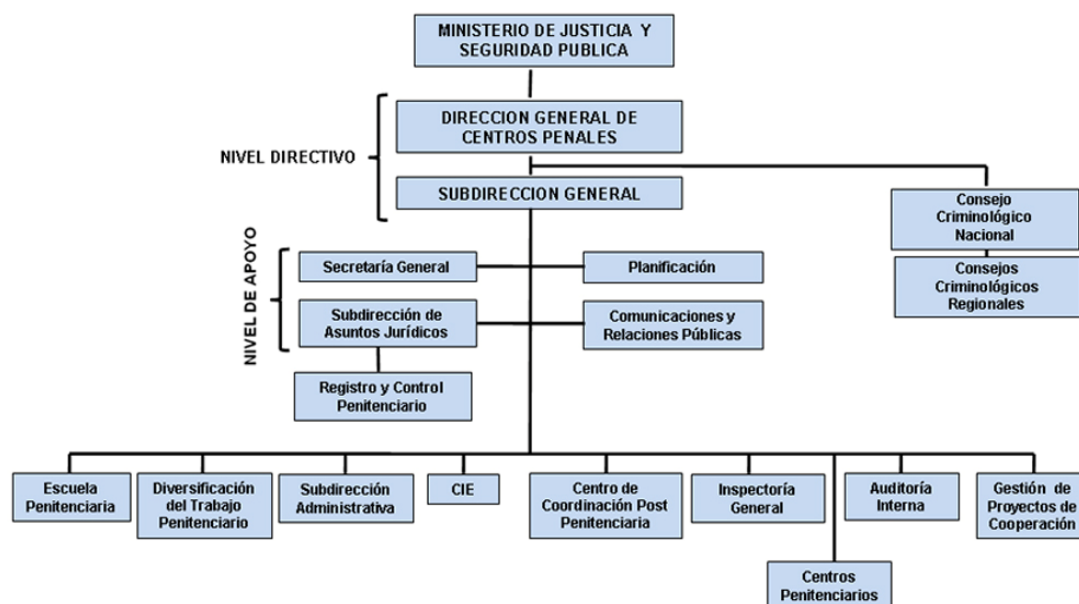 MINISTERIO DE JUSTICIA Y
SEGURIDAD PUBLICA
DIRECCION GENERAL DE
CENTROS PENALES
NIVEL DIRECTIVO
SUBDIRECCION GENERAL
Consejo
Criminológico
Nacional
Consejos
Criminológicos
Regionales
NIVEL DE APOYO
Secretaría General
Planificación
Subdirección de
Asuntos Jurídicos
Comunicaciones y
Relaciones Públicas
Registro y Control
Penitenciario
Escuela
Penitenciaria
Diversificación
del Trabajo
Penitenciario
Subdirección
Administrativa
CIE
Centro de
Coordinación Post
Penitenciaria
Inspectoría
General
Auditoría
Interna
Gestión de
Proyectos de
Cooperación
Centros
Penitenciarios